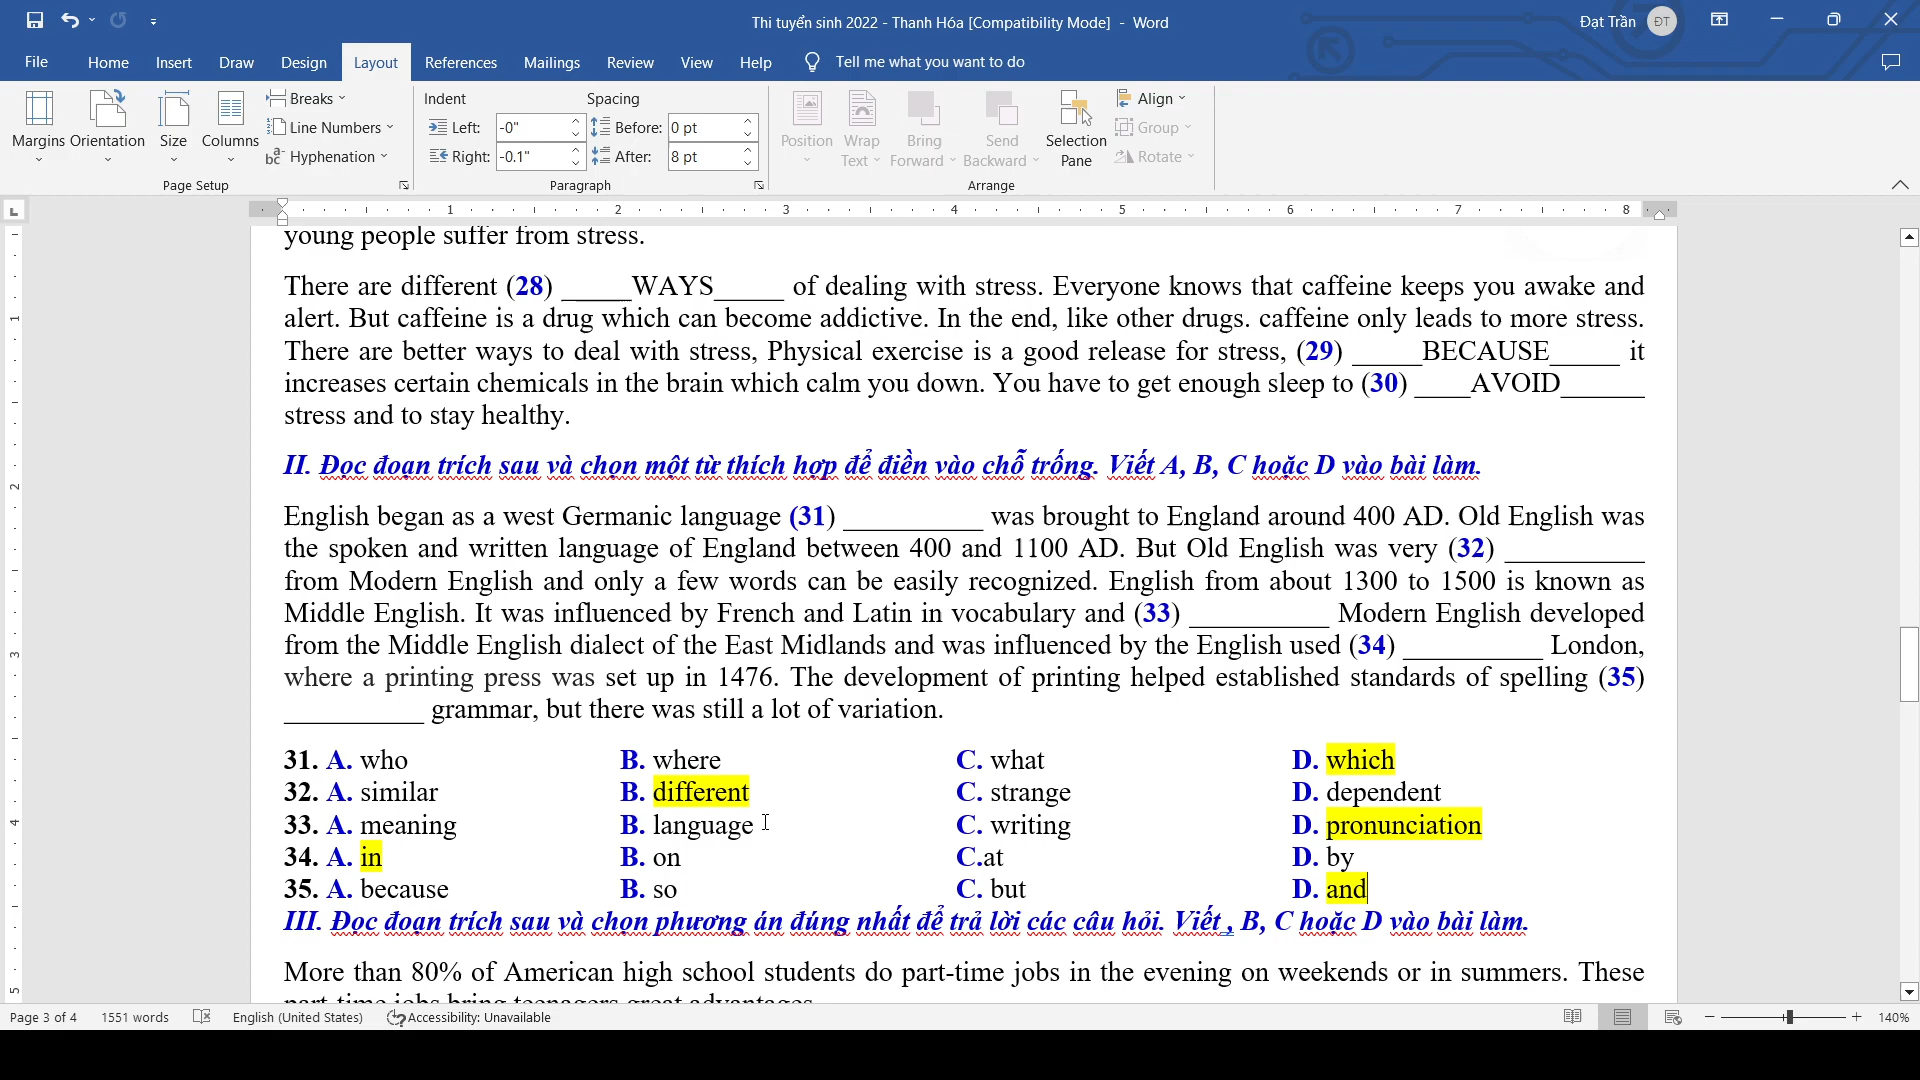 Thi tuyển sinh 2022 - Thanh Hóa [Compatibility Mode] - Word
Đạt Trần ĐT
File Home Insert Draw Design Layout References Mailings Review View Help Tell me what you want to do
Margins Orientation Size Columns
Breaks
Line Numbers
Hyphenation
Page Setup
Indent Spacing
Left: -0" Before: 0 pt
Right: -0.1" After: 8 pt
Paragraph
Position Wrap Text Bring Forward Send Backward Selection Pane
Align
Group
Rotate
Arrange
1 2 3 4 5 6 7 8
young people suffer from stress.
There are different (28) _____WAYS_____ of dealing with stress. Everyone knows that caffeine keeps you awake and
alert. But caffeine is a drug which can become addictive. In the end, like other drugs. caffeine only leads to more stress.
There are better ways to deal with stress, Physical exercise is a good release for stress, (29) _____BECAUSE_____ it
increases certain chemicals in the brain which calm you down. You have to get enough sleep to (30) ____AVOID______
stress and to stay healthy.
II. Đọc đoạn trích sau và chọn một từ thích hợp để điền vào chỗ trống. Viết A, B, C hoặc D vào bài làm.
English began as a west Germanic language (31) __________ was brought to England around 400 AD. Old English was
the spoken and written language of England between 400 and 1100 AD. But Old English was very (32) __________
from Modern English and only a few words can be easily recognized. English from about 1300 to 1500 is known as
Middle English. It was influenced by French and Latin in vocabulary and (33) __________ Modern English developed
from the Middle English dialect of the East Midlands and was influenced by the English used (34) __________ London,
where a printing press was set up in 1476. The development of printing helped established standards of spelling (35)
__________ grammar, but there was still a lot of variation.
31. A. who B. where C. what D. which
32. A. similar B. different C. strange D. dependent
33. A. meaning B. language C. writing D. pronunciation
34. A. in B. on C.at D. by
35. A. because B. so C. but D. and
III. Đọc đoạn trích sau và chọn phương án đúng nhất để trả lời các câu hỏi. Viết , B, C hoặc D vào bài làm.
More than 80% of American high school students do part-time jobs in the evening on weekends or in summers. These
part-time jobs bring teenagers great advantages.
Page 3 of 4 1551 words English (United States) Accessibility: Unavailable 140%